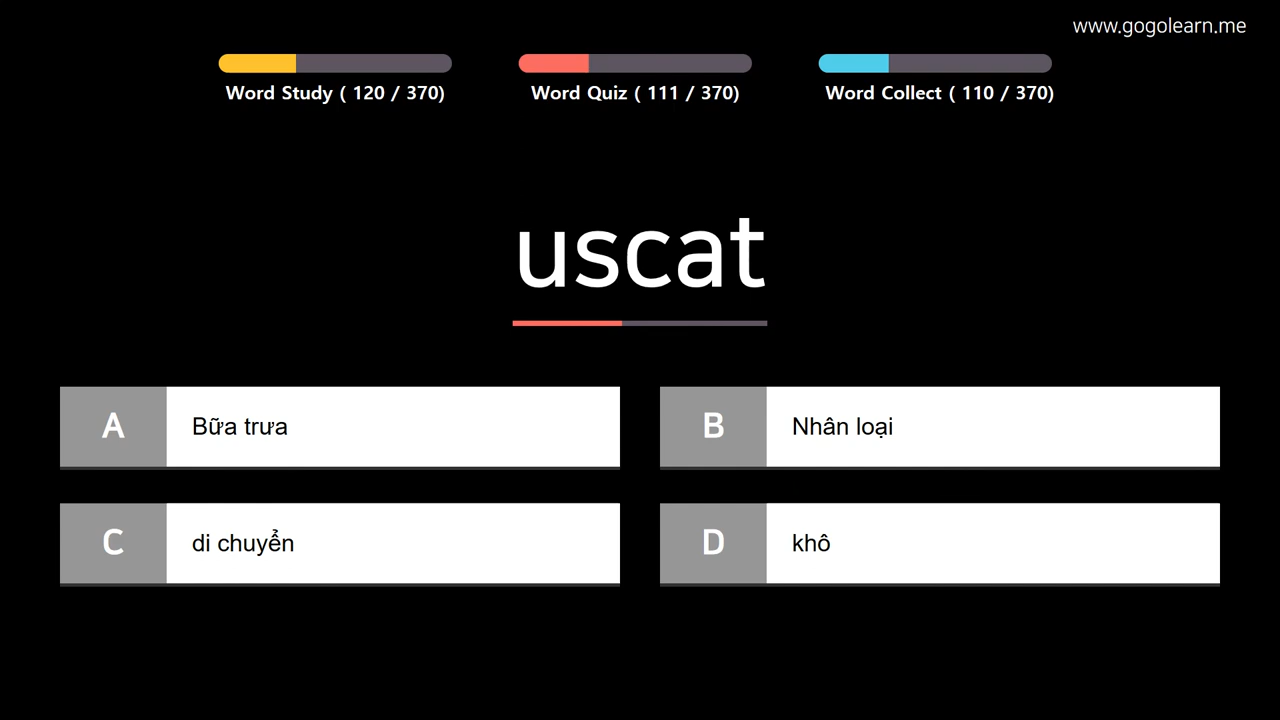 www.gogolearn.me
Word Study ( 120 / 370)
Word Quiz ( 111 / 370)
Word Collect ( 110 / 370)
uscat
A Bữa trưa
B Nhân loại
C di chuyển
D khô